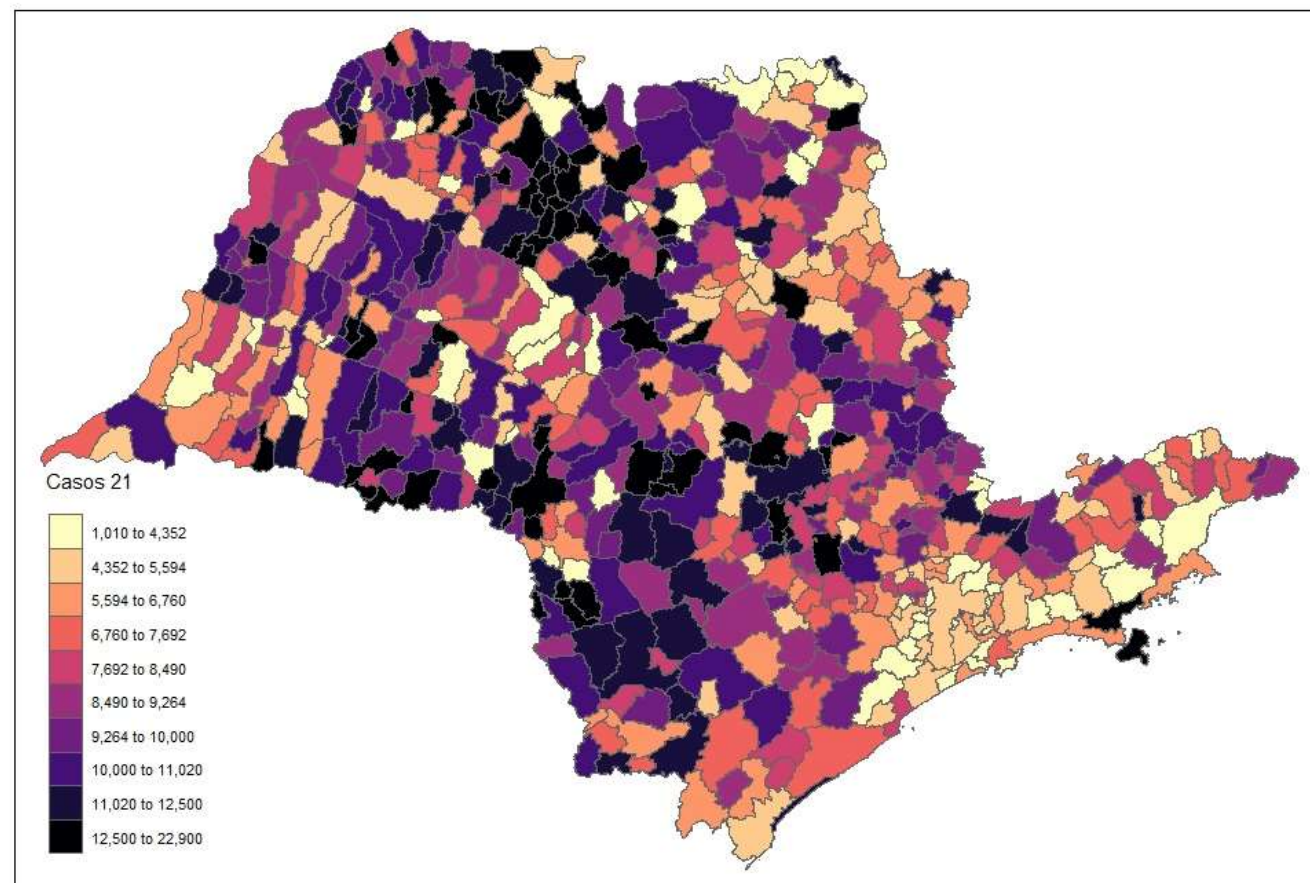 Casos 21
1,010 to 4,352
4,352 to 5,594
5,594 to 6,760
6,760 to 7,692
7,692 to 8,490
8,490 to 9,264
9,264 to 10,000
10,000 to 11,020
11,020 to 12,500
12,500 to 22,900